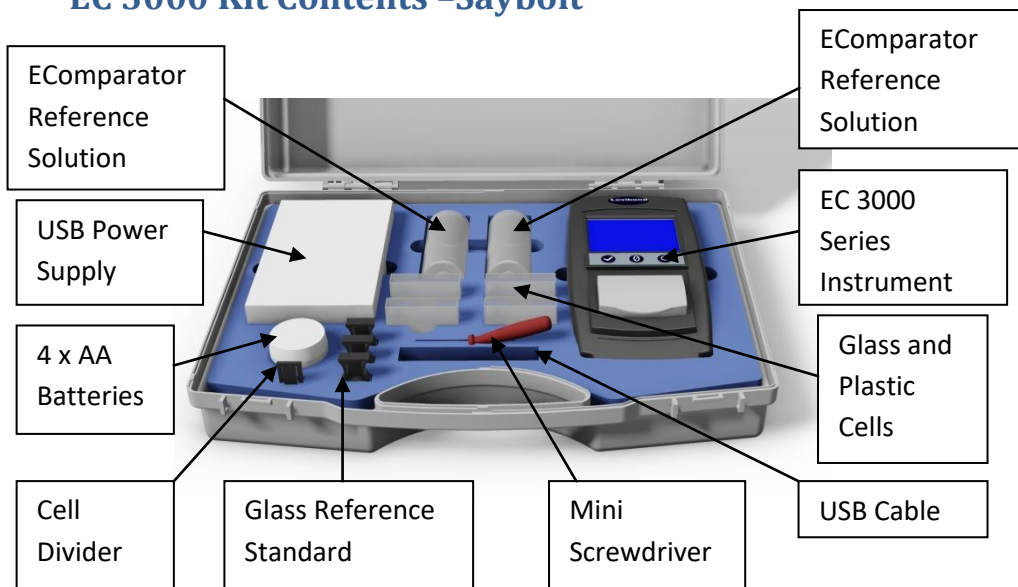 EC 3000 Kit Contents –Saybolt
EComparator
Reference
Solution
EComparator
Reference
Solution
USB Power
Supply
EC 3000
Series
Instrument
4 x AA
Batteries
Glass and
Plastic
Cells
Cell
Divider
Glass Reference
Standard
Mini
Screwdriver
USB Cable
Lovibond